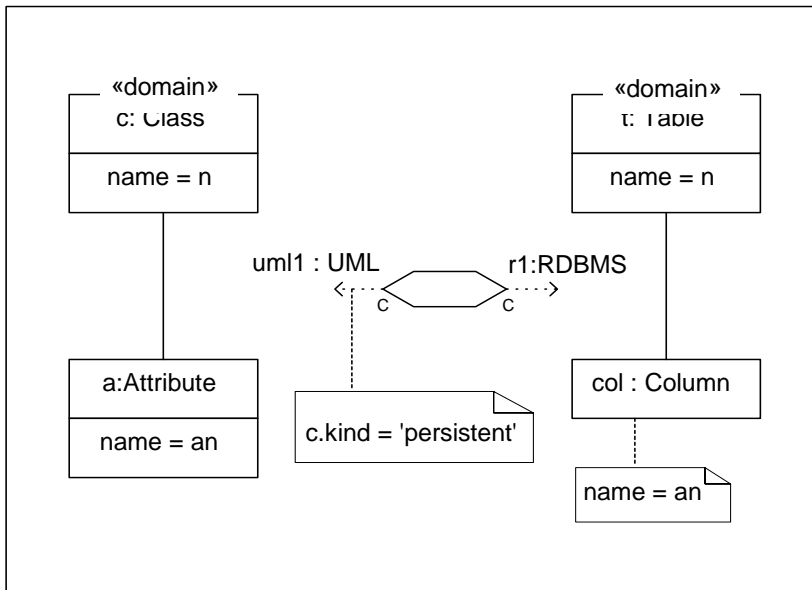 «domain»
c: Class
name = n
a:Attribute
name = an
uml1 : UML
r1:RDBMS
C
C
c.kind = 'persistent'
«domain»
t: Table
name = n
col : Column
name = an